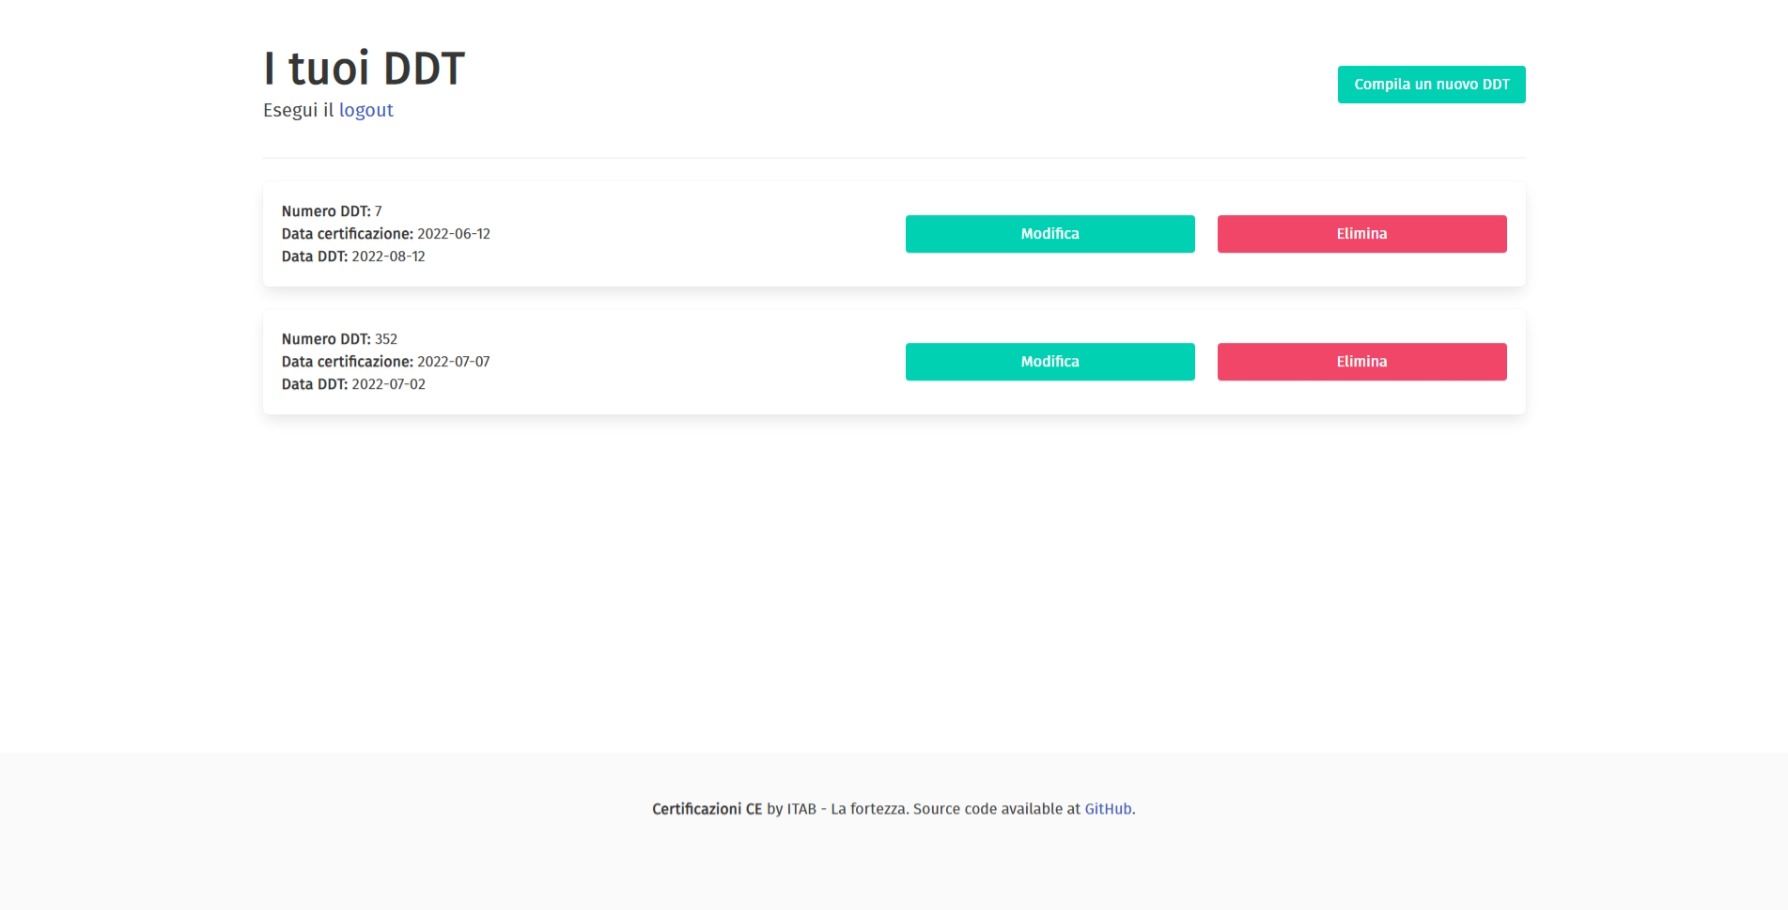 I tuoi DDT
Esegui il logout
Compila un nuovo DDT
Numero DDT: 7
Data certificazione: 2022-06-12
Data DDT: 2022-08-12
Modifica
Elimina
Numero DDT: 352
Data certificazione: 2022-07-07
Data DDT: 2022-07-02
Modifica
Elimina
Certificazioni CE by ITAB - La fortezza. Source code available at GitHub.